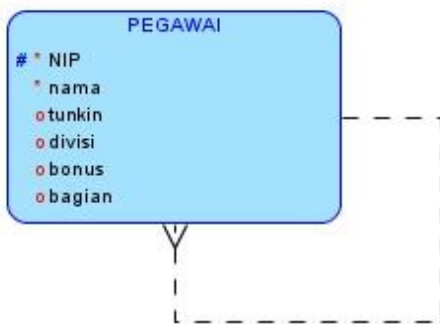 PEGAWAI
# * NIP
* nama
o tunkin
o divisi
o bonus
o bagian